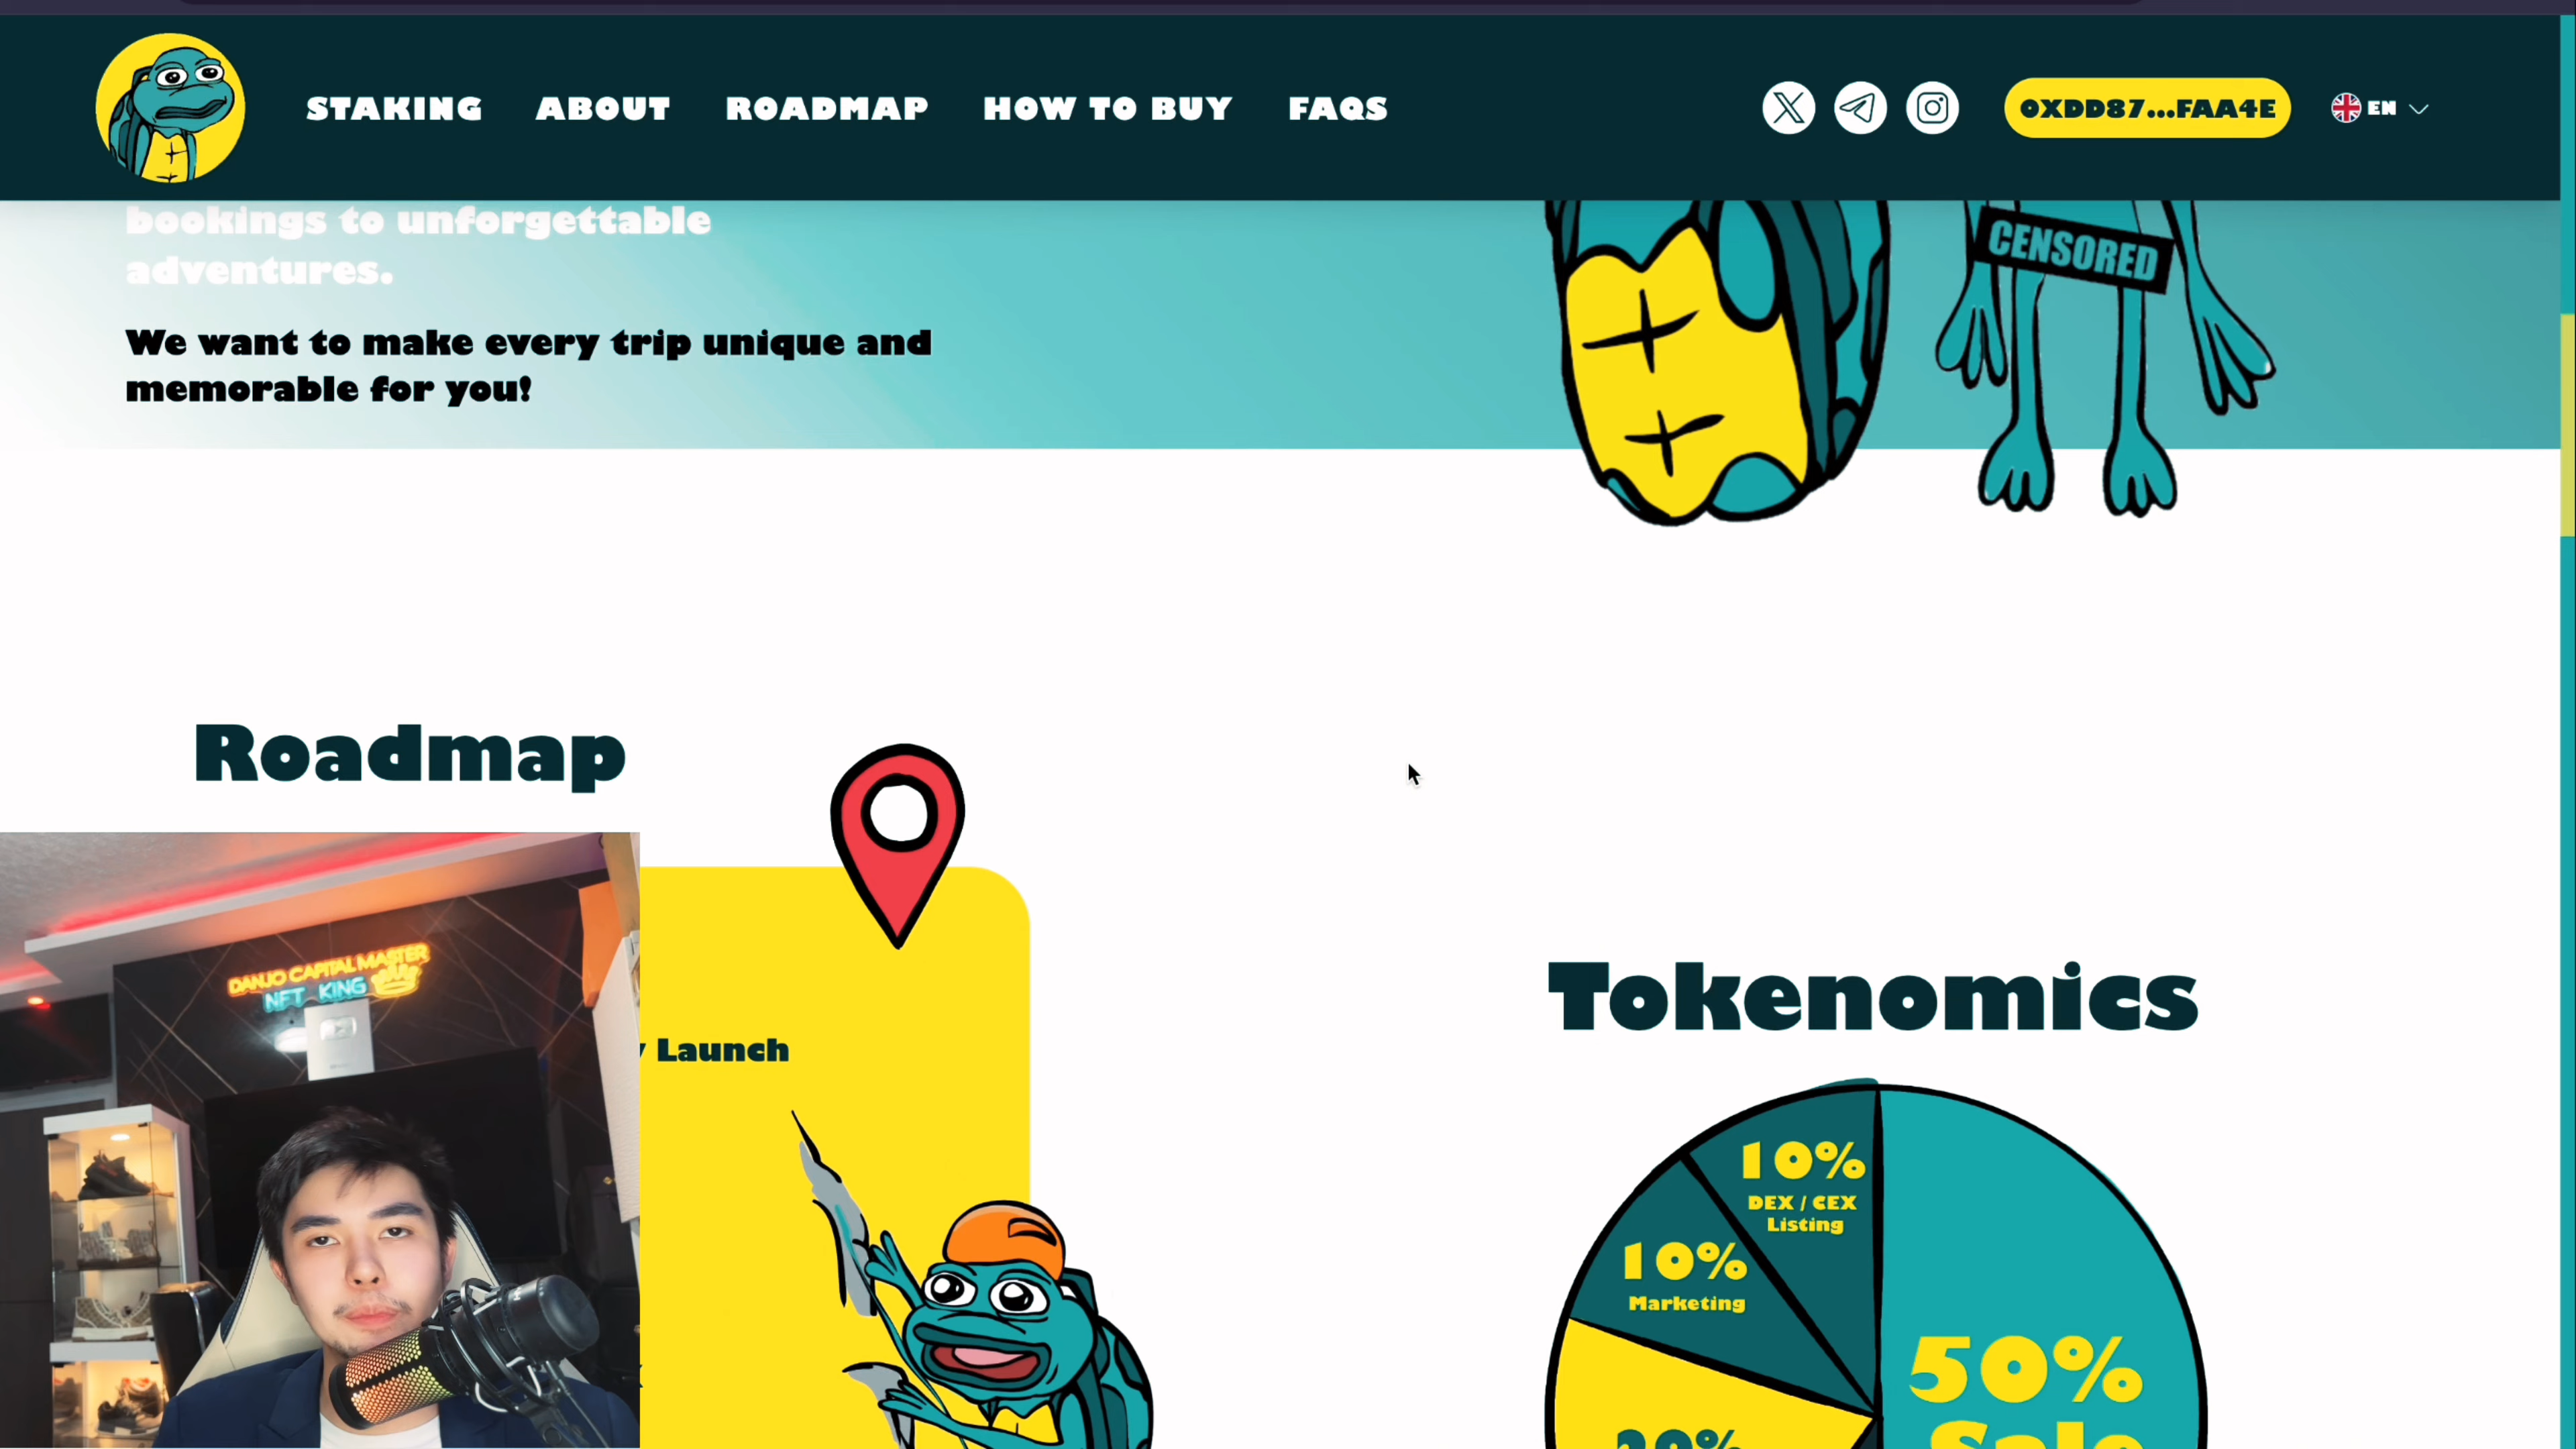 STAKING
ABOUT
ROADMAP
HOW TO BUY
FAQS
0XDD87...FAA4E
EN
bookings to unforgettable
adventures.
We want to make every trip unique and
memorable for you!
CENSORED
Roadmap
Launch
DANJO CAPITAL MASTER
NFT KING
Tokenomics
10%
DEX / CEX
Listing
10%
Marketing
50%
Sale